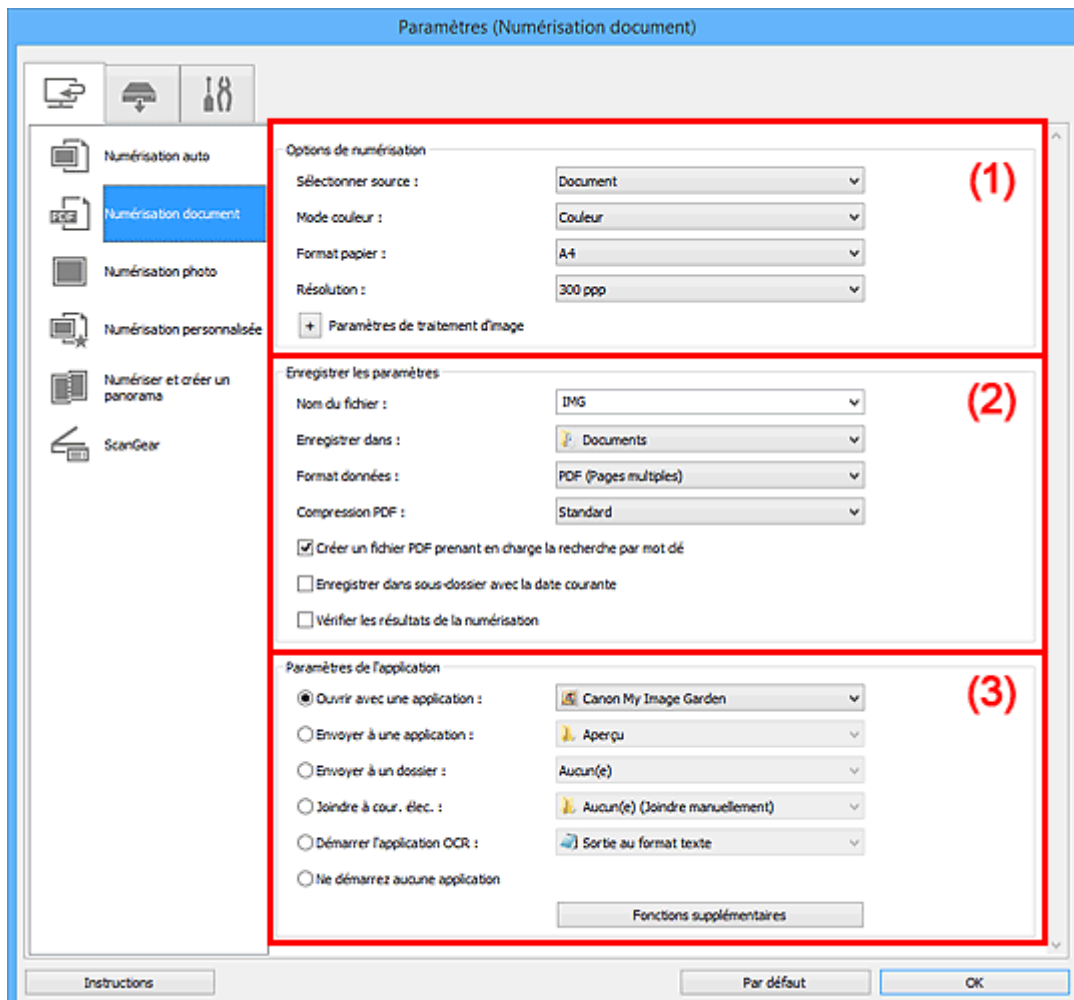 Paramètres (Numérisation document)
Numérisation auto
Numérisation document
Numérisation photo
Numérisation personnalisée
Numériser et créer un
panorama
ScanGear
Options de numérisation
(1)
Sélectionner source : Document
Mode couleur : Couleur
Format papier : A4
Résolution : 300 ppp
+ Paramètres de traitement d'image
Enregistrer les paramètres
(2)
Nom du fichier : IMG
Enregistrer dans : Documents
Format données : PDF (Pages multiples)
Compression PDF : Standard
Créer un fichier PDF prenant en charge la recherche par mot clé
Enregistrer dans sous-dossier avec la date courante
Vérifier les résultats de la numérisation
Paramètres de l'application
(3)
Ouvrir avec une application : Canon My Image Garden
Envoyer à une application : Aperçu
Envoyer à un dossier : Aucun(e)
Joindre à cour. élec. : Aucun(e) (Joindre manuellement)
Démarrer l'application OCR : Sortie au format texte
Ne démarrez aucune application
Fonctions supplémentaires
Instructions
Par défaut
OK
PDF